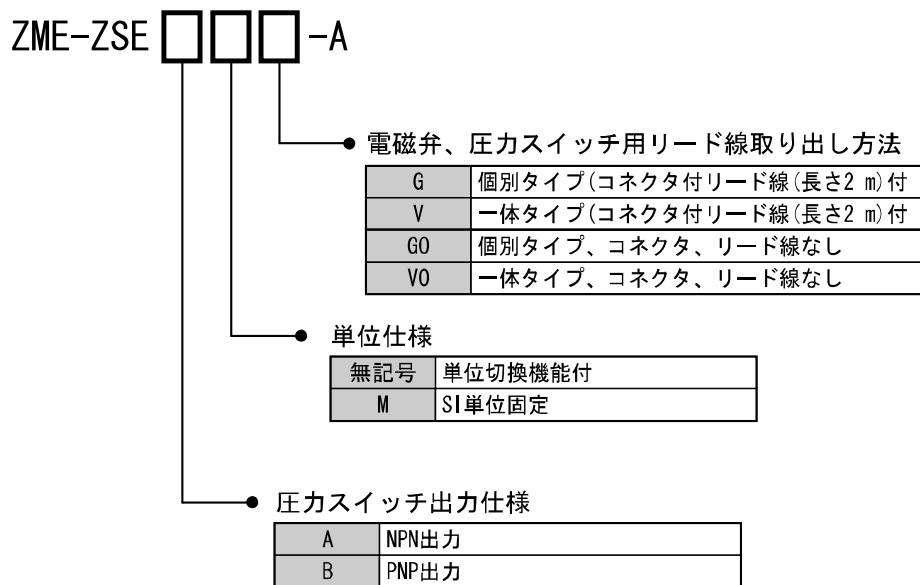 ZME-ZSE□□□-A
電磁弁、圧力スイッチ用リード線取り出し方法
G 個別タイプ(コネクタ付リード線(長さ2 m)付
V 一体タイプ(コネクタ付リード線(長さ2 m)付
GO 個別タイプ、コネクタ、リード線なし
VO 一体タイプ、コネクタ、リード線なし
単位仕様
無記号 単位切換機能付
M SI単位固定
圧力スイッチ出力仕様
A NPN出力
B PNP出力